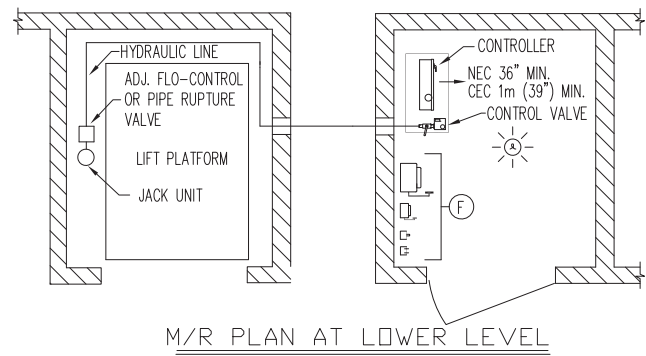 HYDRAULIC LINE
ADJ. FLO-CONTROL
OR PIPE RUPTURE
VALVE
LIFT PLATFORM
JACK UNIT
CONTROLLER
NEC 36" MIN.
CEC 1m (39") MIN.
CONTROL VALVE
F
M/R PLAN AT LOWER LEVEL